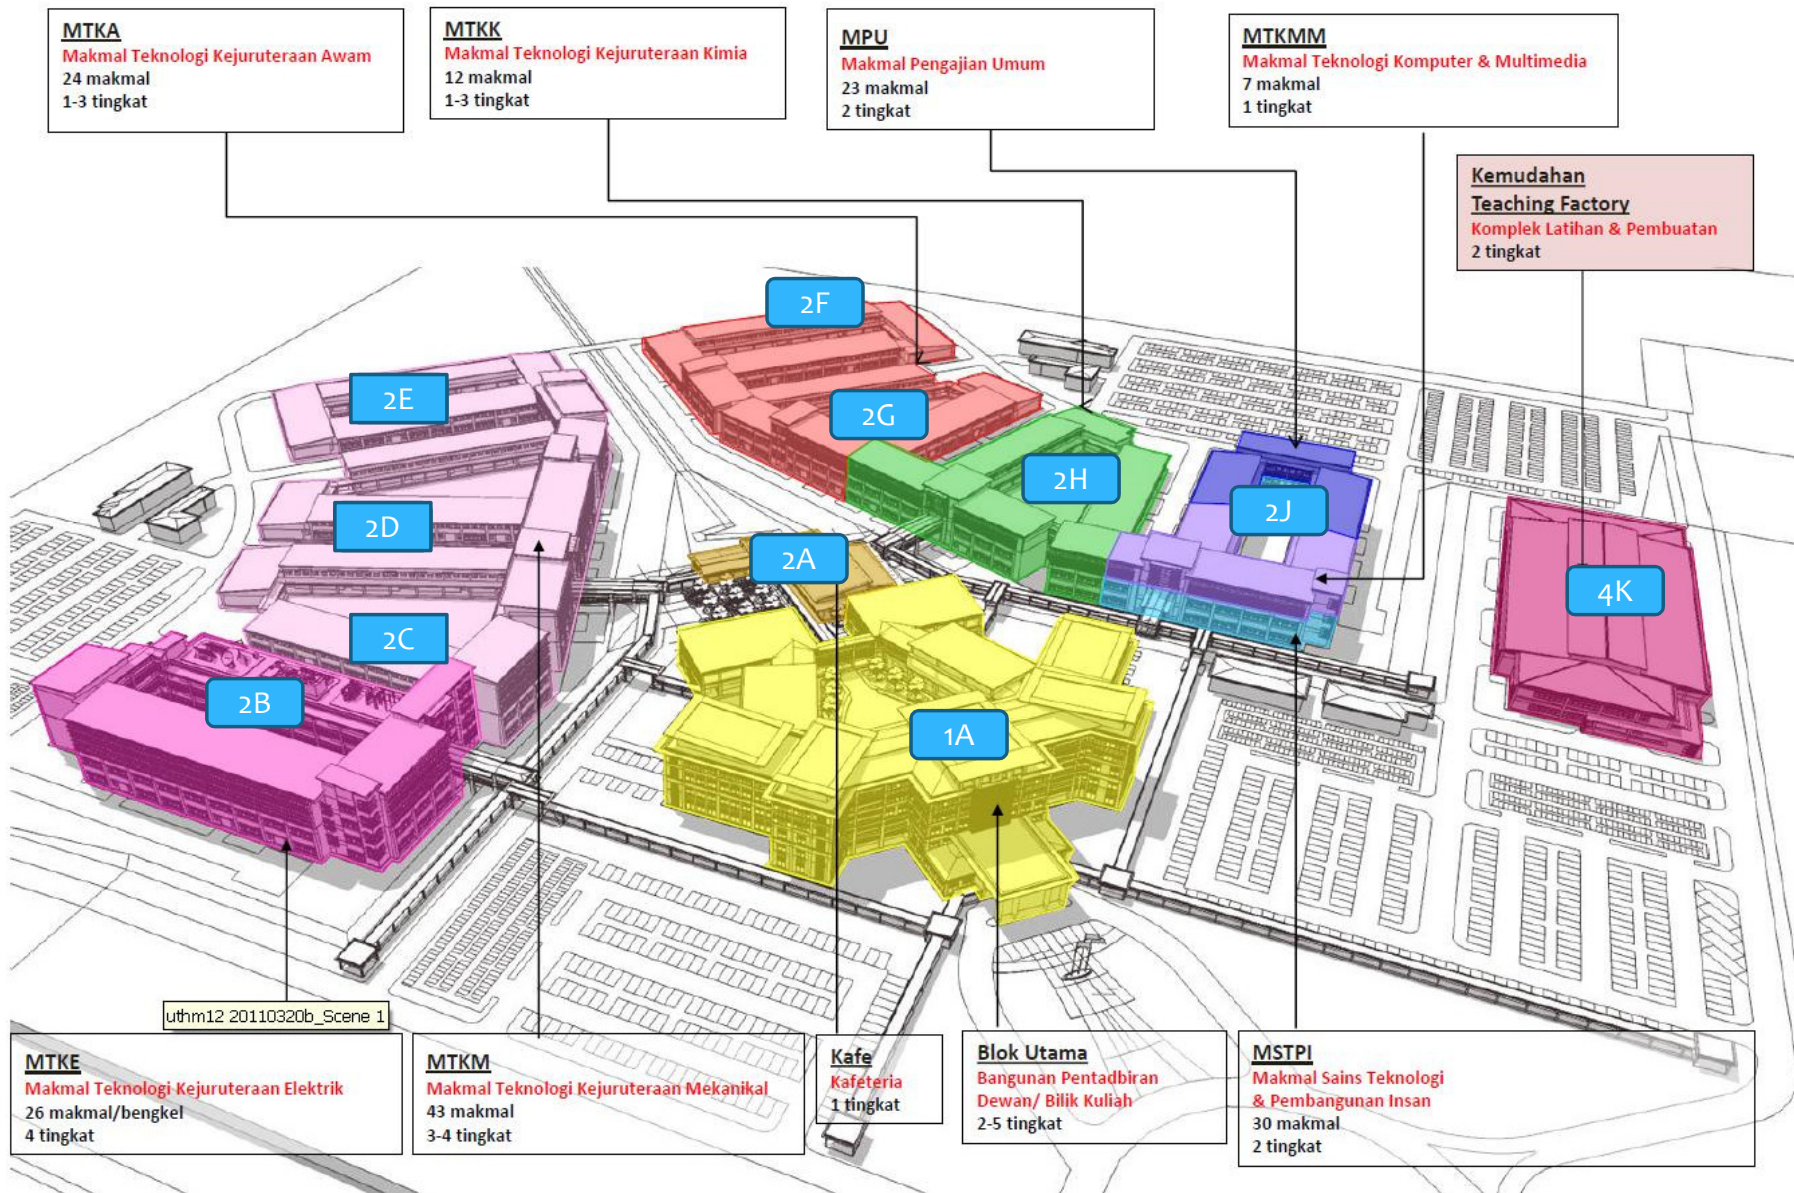 MTKA
Makmal Teknologi Kejuruteraan Awam
24 makmal
1-3 tingkat
MTKK
Makmal Teknologi Kejuruteraan Kimia
12 makmal
1-3 tingkat
MPU
Makmal Pengajian Umum
23 makmal
2 tingkat
MTKMM
Makmal Teknologi Komputer & Multimedia
7 makmal
1 tingkat
Kemudahan
Teaching Factory
Komplek Latihan & Pembuatan
2 tingkat
2F
2E
2G
2H
2J
2D
2A
4K
2C
2B
1A
uthm12 20110320b_Scene 1
MTKE
Makmal Teknologi Kejuruteraan Elektrik
26 makmal/bengkel
4 tingkat
MTKM
Makmal Teknologi Kejuruteraan Mekanikal
43 makmal
3-4 tingkat
Kafe
Kafeteria
1 tingkat
Blok Utama
Bangunan Pentadbiran
Dewan/ Bilik Kuliah
2-5 tingkat
MSTPI
Makmal Sains Teknologi
& Pembangunan Insan
30 makmal
2 tingkat